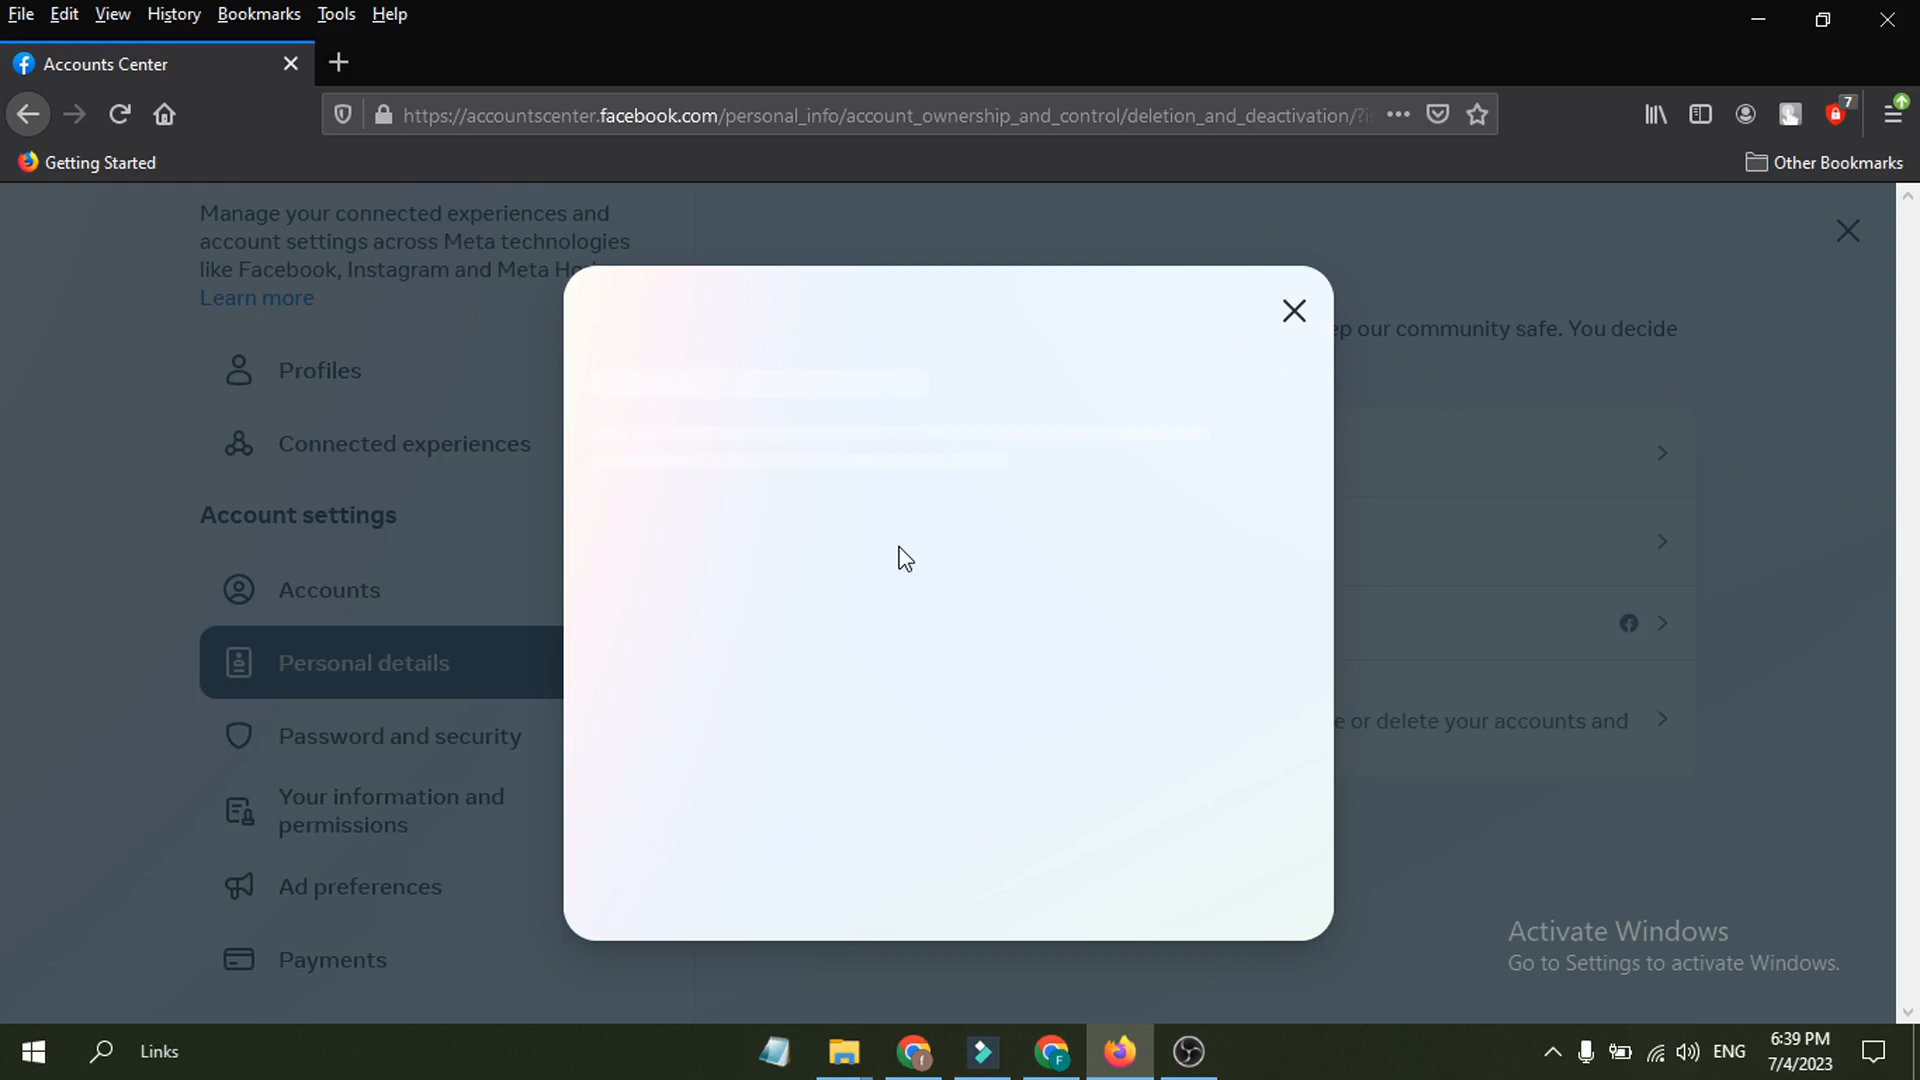 File Edit View History Bookmarks Tools Help
Accounts Center
https://accountscenter.facebook.com/personal_info/account_ownership_and_control/deletion_and_deactivation/?is
7
Getting Started
Other Bookmarks
Manage your connected experiences and
account settings across Meta technologies
like Facebook, Instagram and Meta
Learn more
Profiles
Connected experiences
Account settings
Accounts
Personal details
Password and security
Your information and
permissions
Ad preferences
Payments
our community safe. You decide
or delete your accounts and
Activate Windows
Go to Settings to activate Windows.
Links
ENG
6:39 PM
7/4/2023